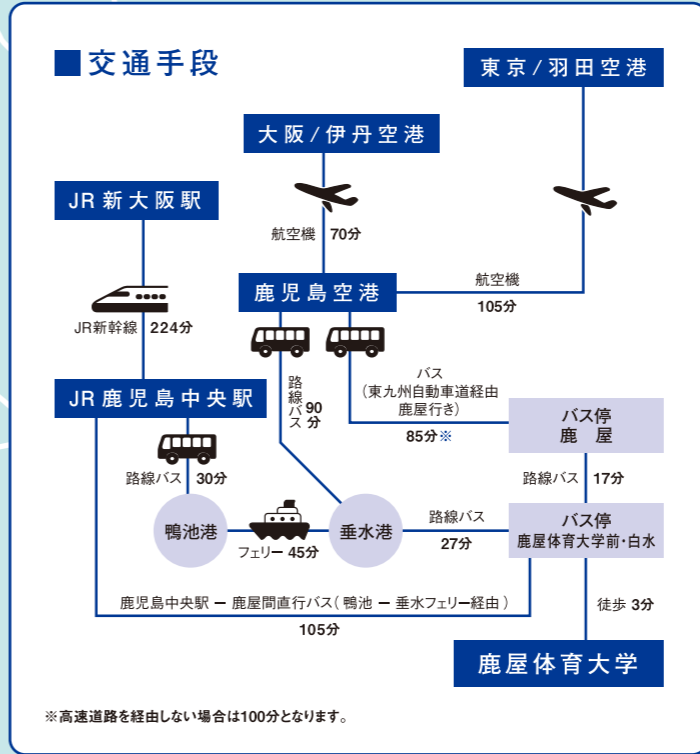 ■交通手段
東京/羽田空港
大阪/伊丹空港
JR新大阪駅
航空機 70分
鹿児島空港
航空機
105分
JR新幹線 224分
JR鹿児島中央駅
路線バス 90分
バス
(東九州自動車道経由
鹿屋行き)
85分※
バス停
鹿 屋
路線バス 30分
路線バス 17分
鴨池港
フェリー 45分
垂水港
路線バス
27分
バス停
鹿屋体育大学前・白水
鹿児島中央駅 ー 鹿屋間直行バス(鴨池 ー 垂水フェリー経由)
105分
徒歩 3分
鹿屋体育大学
※高速道路を経由しない場合は100分となります。